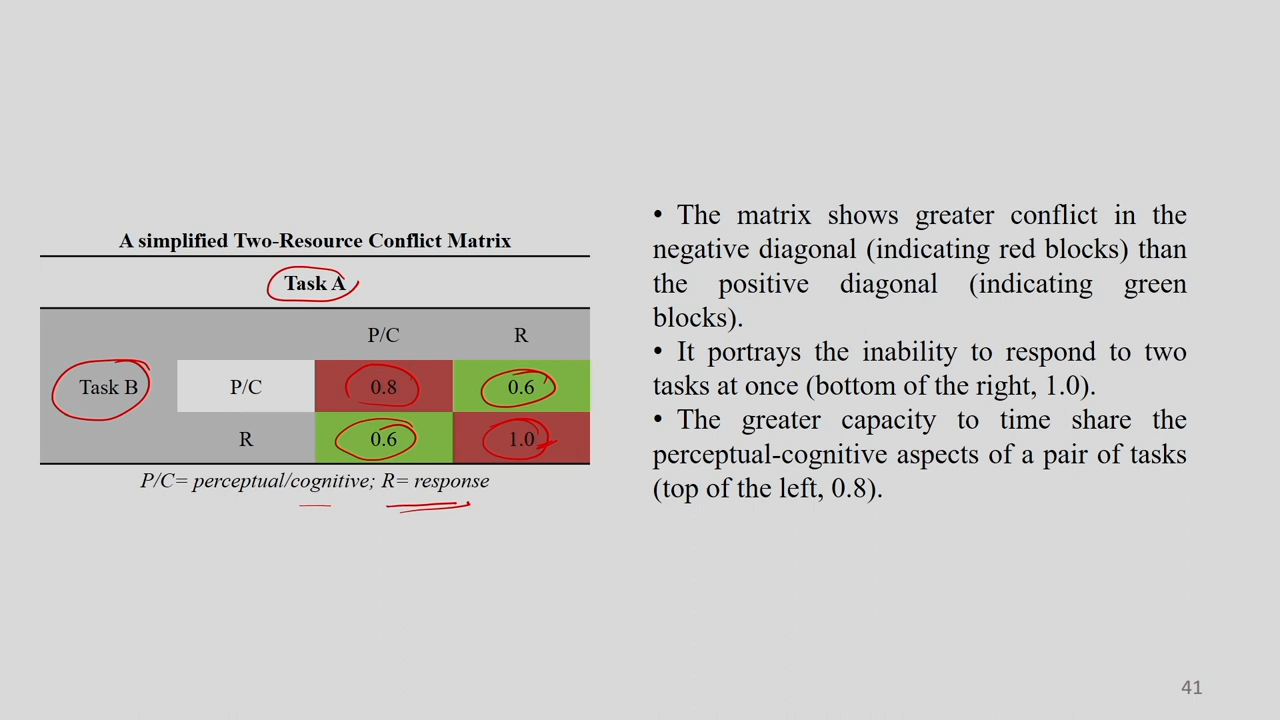 A simplified Two-Resource Conflict Matrix
Task A
P/C R
Task B P/C 0.8 0.6
R 0.6 1.0
P/C= perceptual/cognitive; R= response
• The matrix shows greater conflict in the
negative diagonal (indicating red blocks) than
the positive diagonal (indicating green
blocks).
• It portrays the inability to respond to two
tasks at once (bottom of the right, 1.0).
• The greater capacity to time share the
perceptual-cognitive aspects of a pair of tasks
(top of the left, 0.8).
41